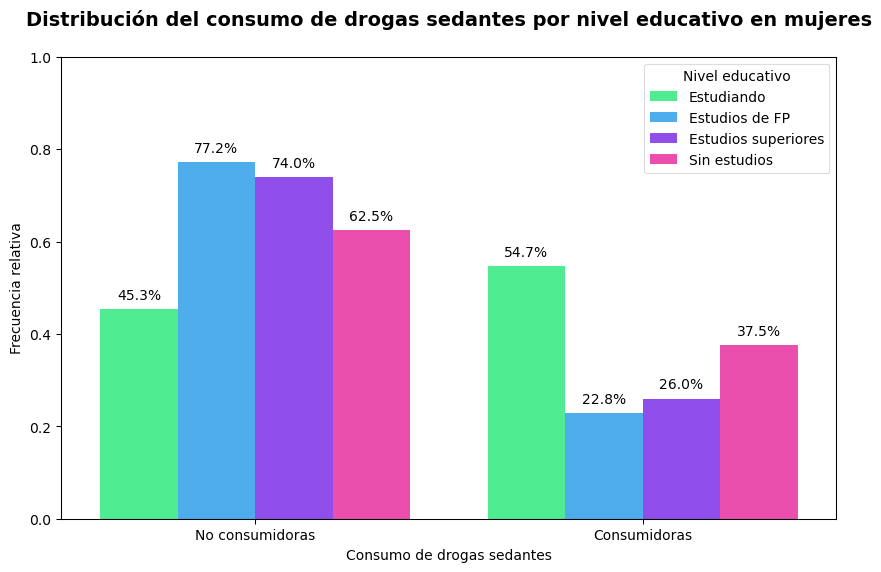 Distribución del consumo de drogas sedantes por nivel educativo en mujeres
Frecuencia relativa
1.0
0.8
0.6
0.4
0.2
0.0
Nivel educativo
Estudiando
Estudios de FP
Estudios superiores
Sin estudios
45.3%
77.2%
74.0%
62.5%
54.7%
22.8%
26.0%
37.5%
No consumidoras
Consumidoras
Consumo de drogas sedantes